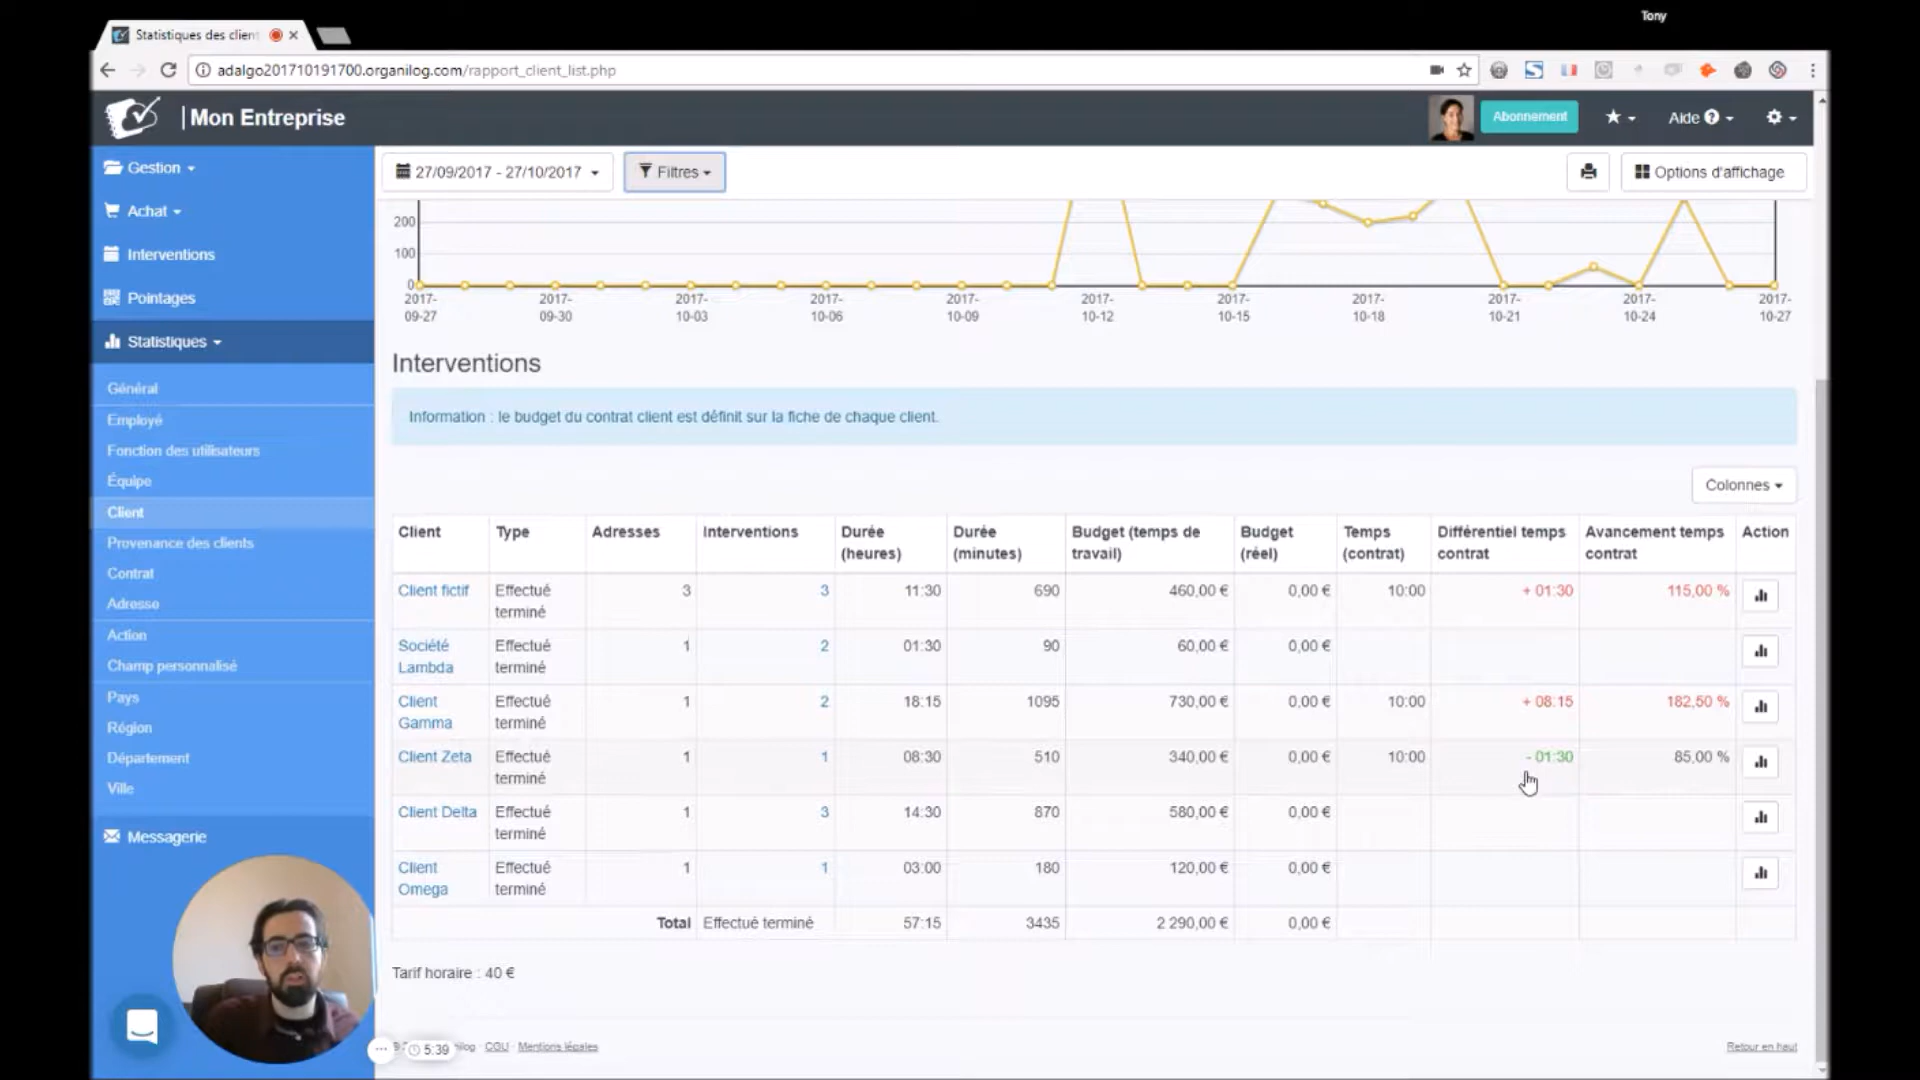 Tony
Statistiques des clien
adalgo201710191700.organilog.com/rapport_client_list.php
| Mon Entreprise
Abonnement
Aide
Gestion
Achat
Interventions
Pointages
Statistiques
Général
Employé
Fonction des utilisateurs
Équipe
Client
Provenance des clients
Contrat
Adresse
Action
Champ personnalisé
Pays
Région
Département
Ville
Messagerie
27/09/2017 - 27/10/2017
Filtres
Options d'affichage
200
100
0
2017-09-27
2017-09-30
2017-10-03
2017-10-06
2017-10-09
2017-10-12
2017-10-15
2017-10-18
2017-10-21
2017-10-24
2017-10-27
Interventions
Information : le budget du contrat client est définit sur la fiche de chaque client.
Colonnes
Client Type Adresses Interventions Durée (heures) Durée (minutes) Budget (temps de travail) Budget (réel) Temps (contrat) Différentiel temps contrat Avancement temps contrat Action
Client fictif Effectué terminé 3 3 11:30 690 460,00 € 0,00 € 10:00 + 01:30 115,00 %
Société Lambda Effectué terminé 1 2 01:30 90 60,00 € 0,00 €
Client Gamma Effectué terminé 1 2 18:15 1095 730,00 € 0,00 € 10:00 + 08:15 182,50 %
Client Zeta Effectué terminé 1 1 08:30 510 340,00 € 0,00 € 10:00 - 01:30 85,00 %
Client Delta Effectué terminé 1 3 14:30 870 580,00 € 0,00 €
Client Omega Effectué terminé 1 1 03:00 180 120,00 € 0,00 €
Total Effectué terminé 57:15 3435 2 290,00 € 0,00 €
Tarif horaire : 40 €
5:39
ilog - CGU - Mentions légales
Retour en haut